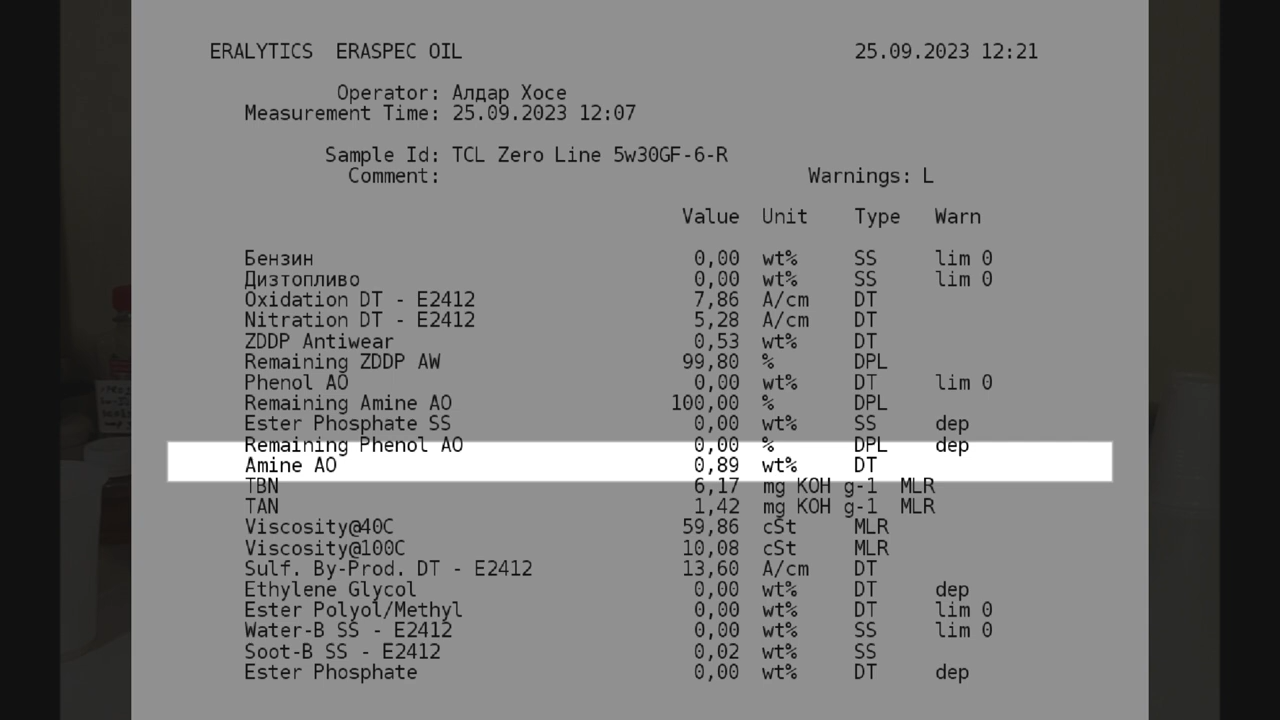 ERALYTICS ERASPEC OIL 25.09.2023 12:21
Operator: Алдар Хосе
Measurement Time: 25.09.2023 12:07
Sample Id: TCL Zero Line 5w30GF-6-R
Comment: Warnings: L
Value Unit Type Warn
Бензин 0,00 wt% SS lim 0
Дизтопливо 0,00 wt% SS lim 0
Oxidation DT - E2412 7,86 A/cm DT
Nitration DT - E2412 5,28 A/cm DT
ZDDP Antiwear 0,53 wt% DT
Remaining ZDDP AW 99,80 % DPL
Phenol AO 0,00 wt% DT lim 0
Remaining Amine AO 100,00 % DPL
Ester Phosphate SS 0,00 wt% SS dep
Remaining Phenol AO 0,00 % DPL dep
Amine AO 0,89 wt% DT
TBN 6,17 mg KOH g-1 MLR
TAN 1,42 mg KOH g-1 MLR
Viscosity@40C 59,86 cSt MLR
Viscosity@100C 10,08 cSt MLR
Sulf. By-Prod. DT - E2412 13,60 A/cm DT
Ethylene Glycol 0,00 wt% DT dep
Ester Polyol/Methyl 0,00 wt% DT lim 0
Water-B SS - E2412 0,00 wt% SS lim 0
Soot-B SS - E2412 0,02 wt% SS
Ester Phosphate 0,00 wt% DT dep